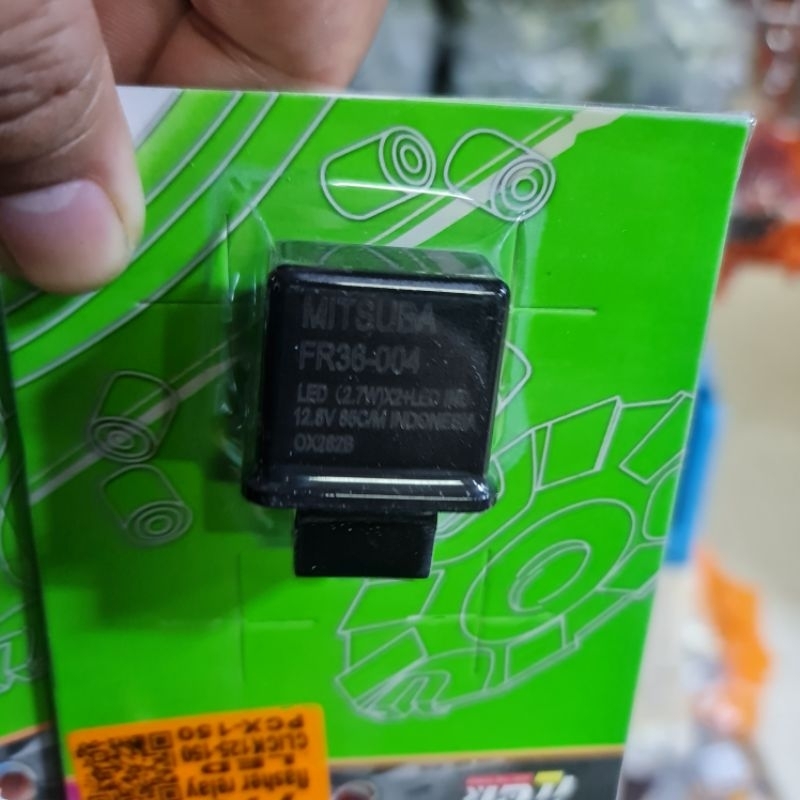 MITSUBA
FR36-004
LED (2.7W)X2+LED IND
12.8V 85C/M INDONESIA
OX262B
flasher relay
LED
CLICK125-150
PCX-150